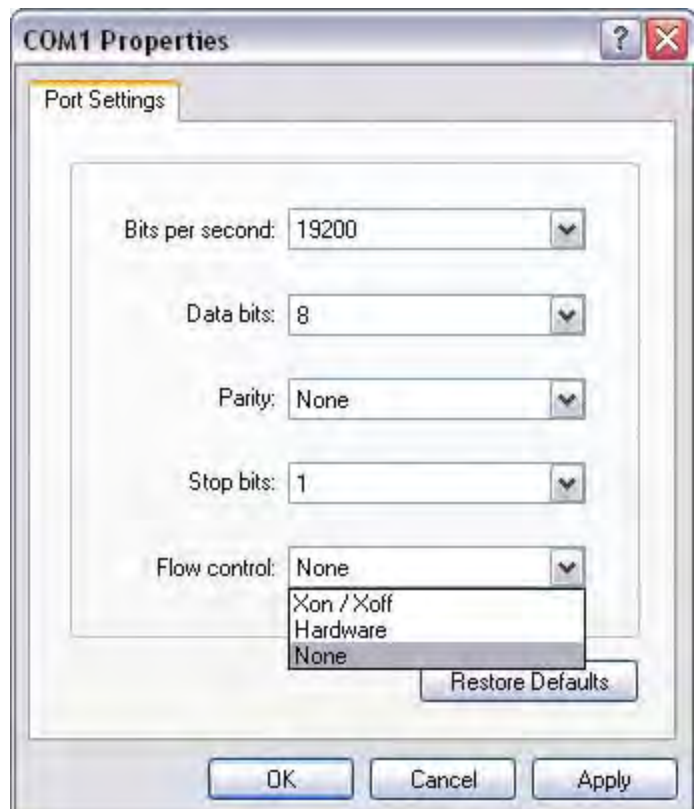 COM1 Properties
Port Settings
Bits per second: 19200
Data bits: 8
Parity: None
Stop bits: 1
Flow control: None
Xon / Xoff
Hardware
None
Restore Defaults
OK Cancel Apply